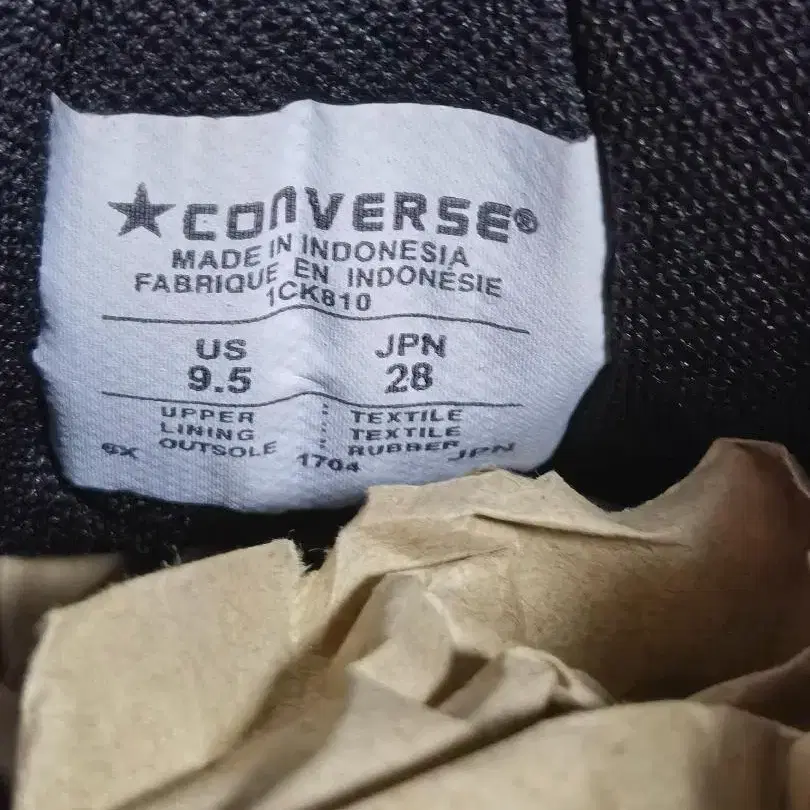 ★CONVERSE®
MADE IN INDONESIA
FABRIQUE EN INDONÉSIE
1CK810
US JPN
9.5 28
UPPER : TEXTILE
LINING : TEXTILE
OUTSOLE : RUBBER
6X 1704 JPN